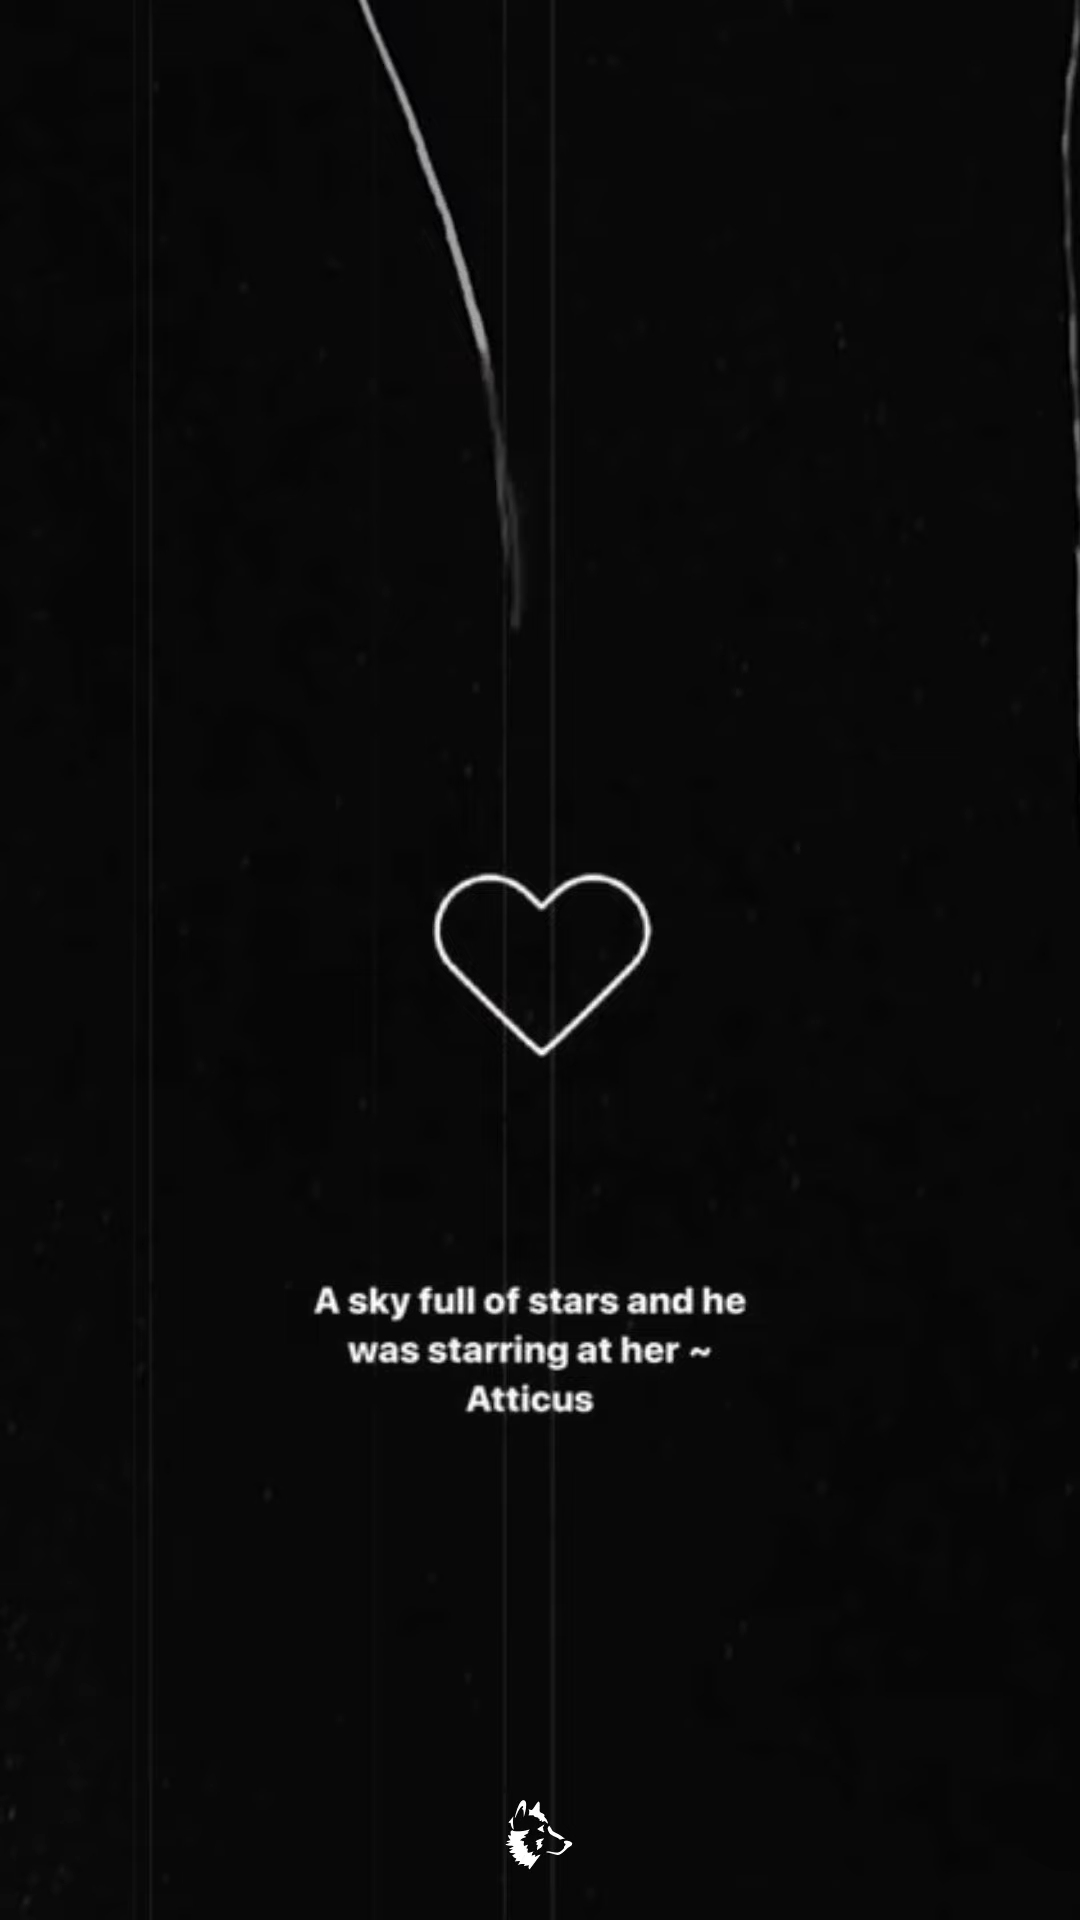 A sky full of stars and he
was starring at her ~
Atticus